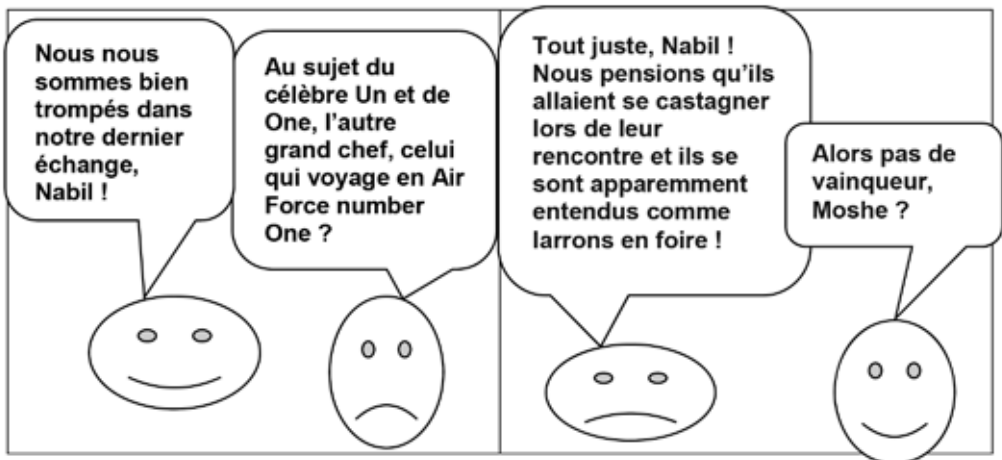 Nous nous
sommes bien
trompés dans
notre dernier
échange,
Nabil !
Au sujet du
célèbre Un et de
One, l'autre
grand chef, celui
qui voyage en Air
Force number
One ?
Tout juste, Nabil !
Nous pensions qu'ils
allaient se castagner
lors de leur
rencontre et ils se
sont apparemment
entendus comme
larrons en foire !
Alors pas de
vainqueur,
Moshe ?